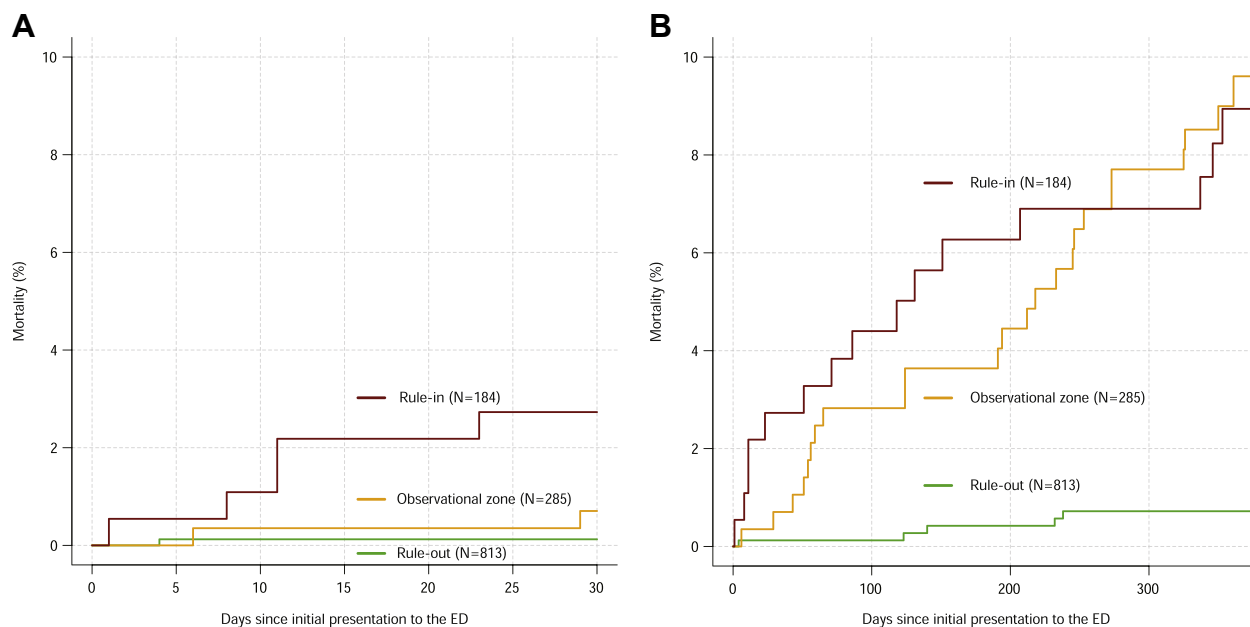 A
10
8
6
4
2
0
Mortality (%)
Rule-in (N=184)
Observational zone (N=285)
Rule-out (N=813)
0 5 10 15 20 25 30
Days since initial presentation to the ED
B
10
8
6
4
2
0
Mortality (%)
Rule-in (N=184)
Observational zone (N=285)
Rule-out (N=813)
0 100 200 300
Days since initial presentation to the ED